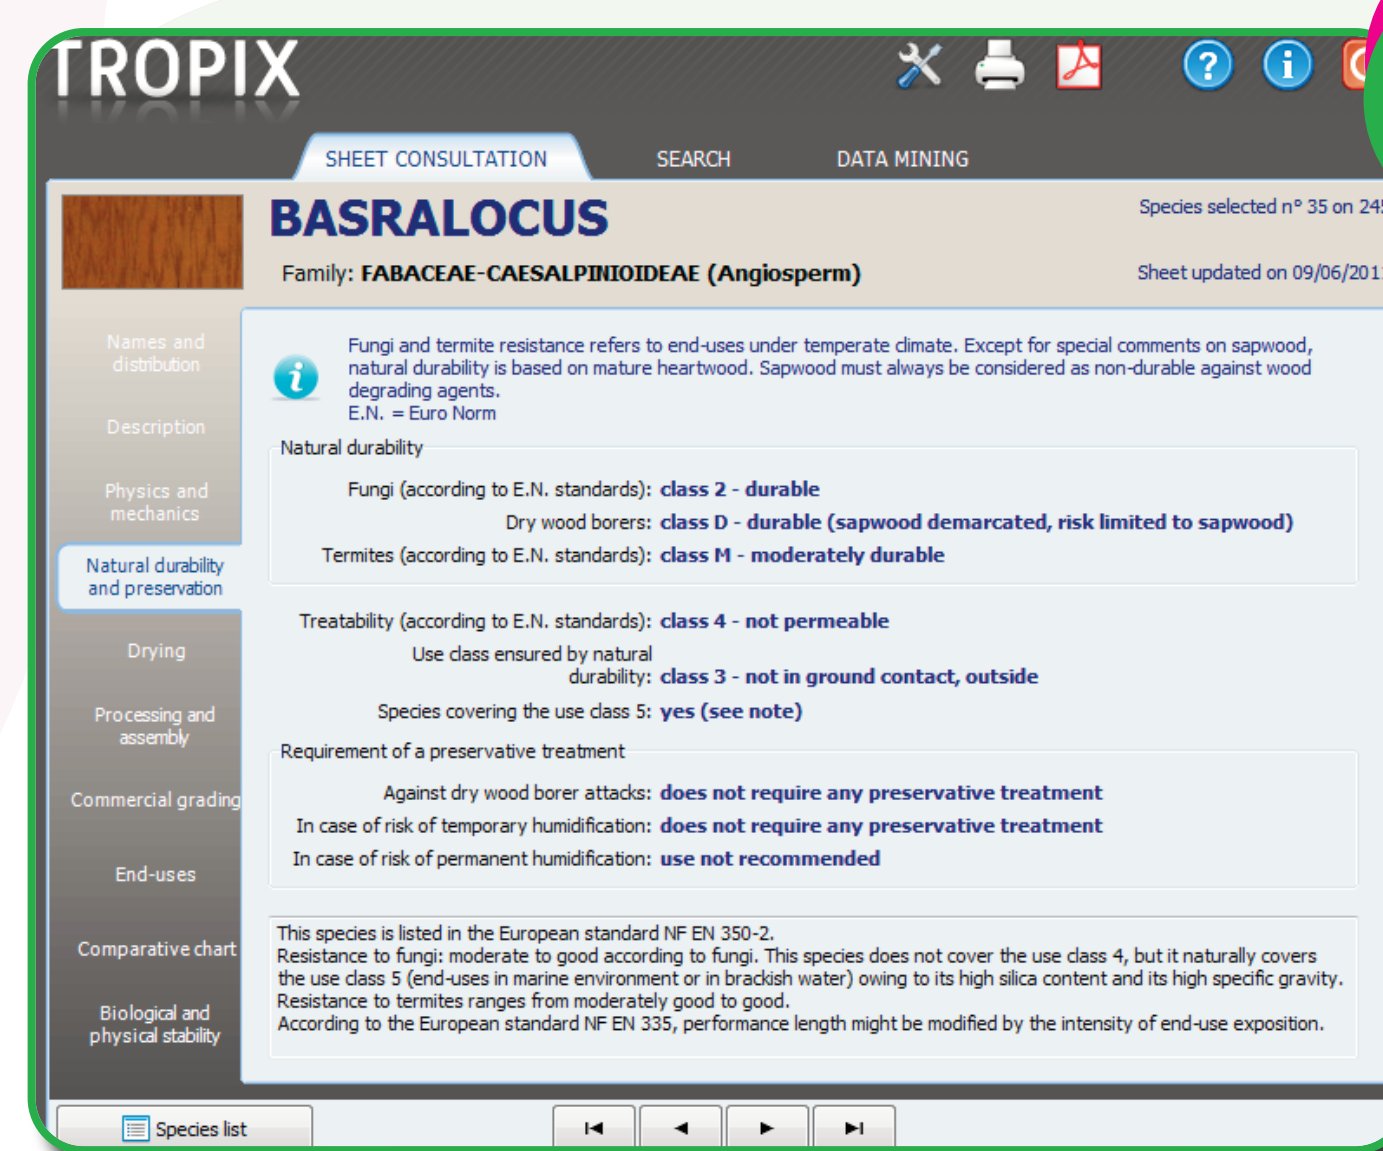 TROPIX
SHEET CONSULTATION
SEARCH
DATA MINING
BASRALOCUS
Species selected n° 35 on 245
Family: FABACEAE-CAESALPINIOIDEAE (Angiosperm)
Sheet updated on 09/06/201
Names and
distribution
Description
Physics and
mechanics
Natural durability
and preservation
Drying
Processing and
assembly
Commercial grading
End-uses
Comparative chart
Biological and
physical stability
Fungi and termite resistance refers to end-uses under temperate climate. Except for special comments on sapwood,
natural durability is based on mature heartwood. Sapwood must always be considered as non-durable against wood
degrading agents.
E.N. = Euro Norm
Natural durability
Fungi (according to E.N. standards): class 2 - durable
Dry wood borers: class D - durable (sapwood demarcated, risk limited to sapwood)
Termites (according to E.N. standards): class M - moderately durable
Treatability (according to E.N. standards): class 4 - not permeable
Use class ensured by natural
durability: class 3 - not in ground contact, outside
Species covering the use class 5: yes (see note)
Requirement of a preservative treatment
Against dry wood borer attacks: does not require any preservative treatment
In case of risk of temporary humidification: does not require any preservative treatment
In case of risk of permanent humidification: use not recommended
This species is listed in the European standard NF EN 350-2.
Resistance to fungi: moderate to good according to fungi. This species does not cover the use class 4, but it naturally covers
the use class 5 (end-uses in marine environment or in brackish water) owing to its high silica content and its high specific gravity.
Resistance to termites ranges from moderately good to good.
According to the European standard NF EN 335, performance length might be modified by the intensity of end-use exposition.
Species list